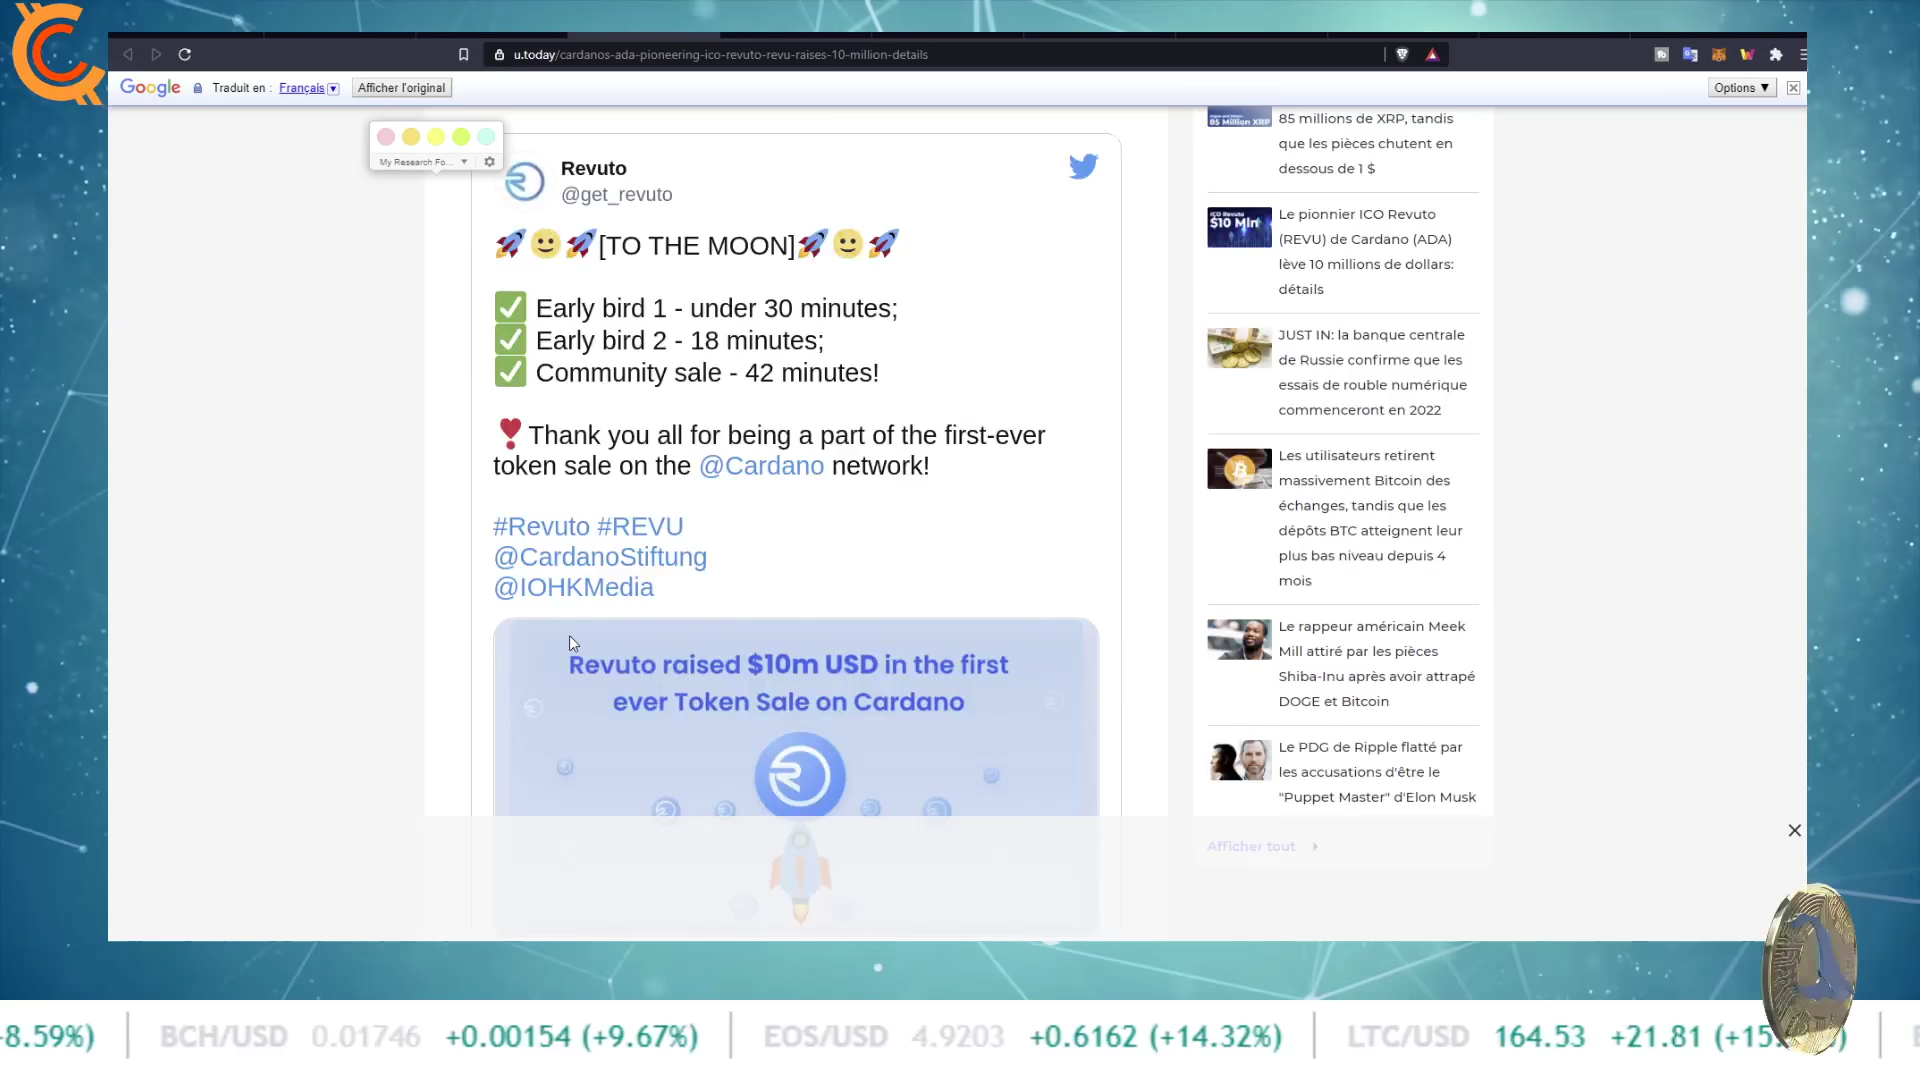 u.today/cardanos-ada-pioneering-ico-revuto-revu-raises-10-million-details
Google Traduit en : Français Afficher l'original Options ▼
My Research Fo...
Revuto
@get_revuto
🚀🌝🚀[TO THE MOON]🚀🌝🚀
✅ Early bird 1 - under 30 minutes;
✅ Early bird 2 - 18 minutes;
✅ Community sale - 42 minutes!
❣Thank you all for being a part of the first-ever
token sale on the @Cardano network!
#Revuto #REVU
@CardanoStiftung
@IOHKMedia
Revuto raised $10m USD in the first
ever Token Sale on Cardano
85 Million XRP
85 millions de XRP, tandis
que les pièces chutent en
dessous de 1 $
ICO Revuto
$10 Mln
Le pionnier ICO Revuto
(REVU) de Cardano (ADA)
lève 10 millions de dollars:
détails
JUST IN: la banque centrale
de Russie confirme que les
essais de rouble numérique
commenceront en 2022
Les utilisateurs retirent
massivement Bitcoin des
échanges, tandis que les
dépôts BTC atteignent leur
plus bas niveau depuis 4
mois
Le rappeur américain Meek
Mill attiré par les pièces
Shiba-Inu après avoir attrapé
DOGE et Bitcoin
Le PDG de Ripple flatté par
les accusations d'être le
"Puppet Master" d'Elon Musk
Afficher tout
-8.59%) BCH/USD 0.01746 +0.00154 (+9.67%) EOS/USD 4.9203 +0.6162 (+14.32%) LTC/USD 164.53 +21.81 (+15.